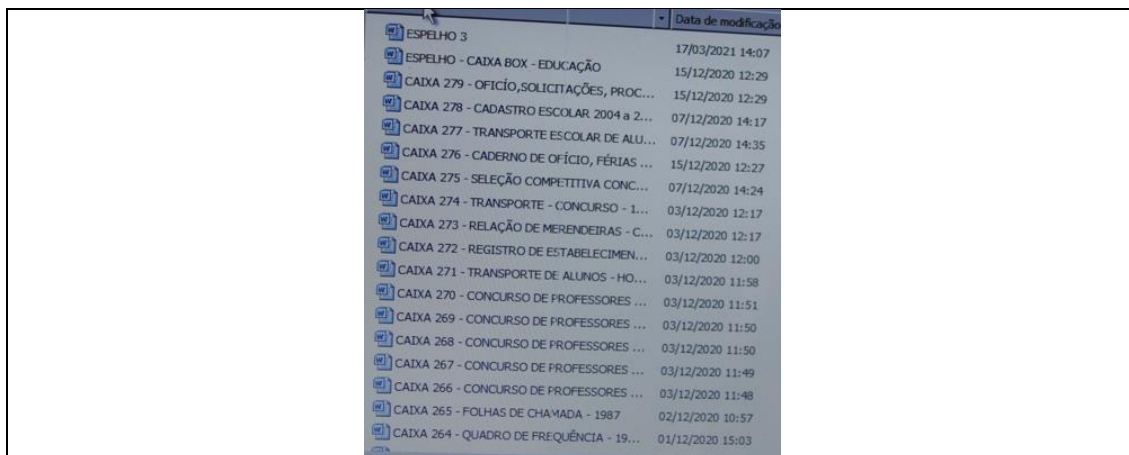 Data de modificação
ESPELHO 3 17/03/2021 14:07
ESPELHO - CAIXA BOX - EDUCAÇÃO 15/12/2020 12:29
CAIXA 279 - OFICÍO,SOLICITAÇÕES, PROC... 15/12/2020 12:29
CAIXA 278 - CADASTRO ESCOLAR 2004 a 2... 07/12/2020 14:17
CAIXA 277 - TRANSPORTE ESCOLAR DE ALU... 07/12/2020 14:35
CAIXA 276 - CADERNO DE OFÍCIO, FÉRIAS ... 15/12/2020 12:27
CAIXA 275 - SELEÇÃO COMPETITIVA CONC... 07/12/2020 14:24
CAIXA 274 - TRANSPORTE - CONCURSO - 1... 03/12/2020 12:17
CAIXA 273 - RELAÇÃO DE MERENDEIRAS - C... 03/12/2020 12:17
CAIXA 272 - REGISTRO DE ESTABELECIMEN... 03/12/2020 12:00
CAIXA 271 - TRANSPORTE DE ALUNOS - HO... 03/12/2020 11:58
CAIXA 270 - CONCURSO DE PROFESSORES ... 03/12/2020 11:51
CAIXA 269 - CONCURSO DE PROFESSORES ... 03/12/2020 11:50
CAIXA 268 - CONCURSO DE PROFESSORES ... 03/12/2020 11:50
CAIXA 267 - CONCURSO DE PROFESSORES ... 03/12/2020 11:49
CAIXA 266 - CONCURSO DE PROFESSORES ... 03/12/2020 11:48
CAIXA 265 - FOLHAS DE CHAMADA - 1987 02/12/2020 10:57
CAIXA 264 - QUADRO DE FREQUÊNCIA - 19... 01/12/2020 15:03